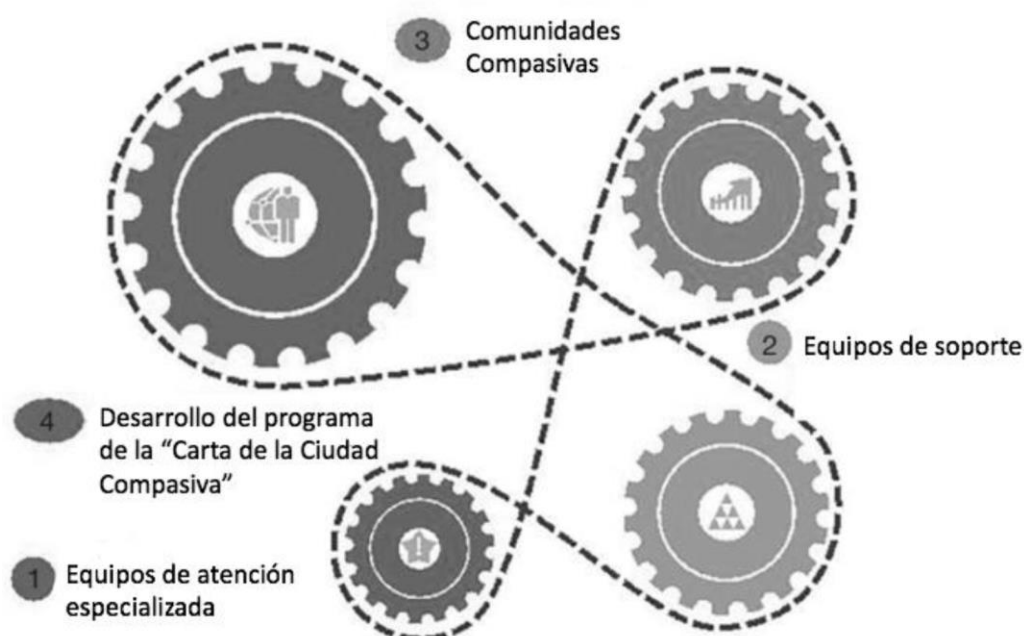 3 Comunidades
Compasivas
2 Equipos de soporte
4 Desarrollo del programa
de la “Carta de la Ciudad
Compasiva”
1 Equipos de atención
especializada